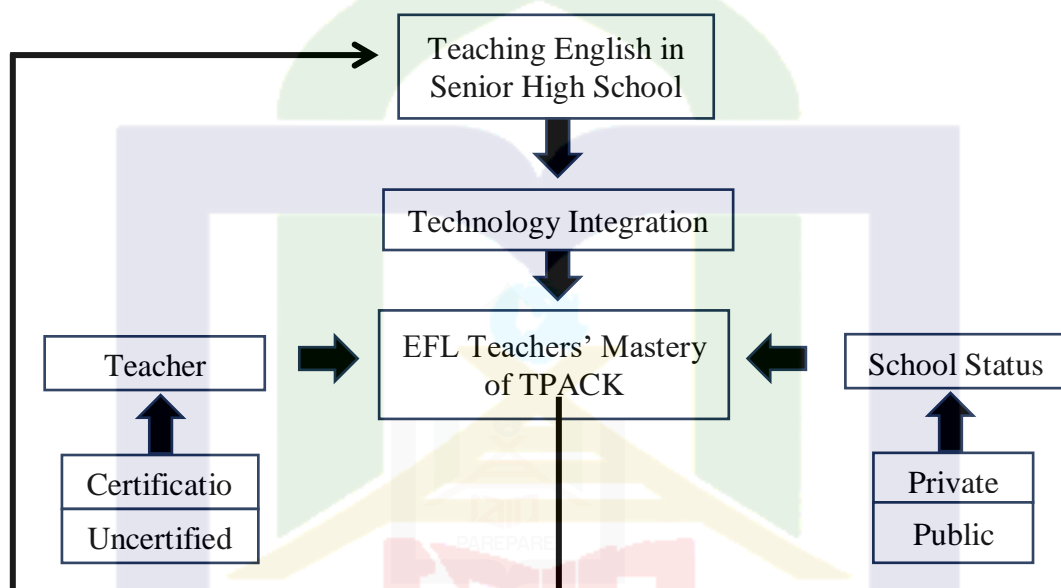 Teaching English in
Senior High School
Technology Integration
EFL Teachers’ Mastery
of TPACK
Teacher
School Status
Certificatio
Uncertified
Private
Public
PAREPARE